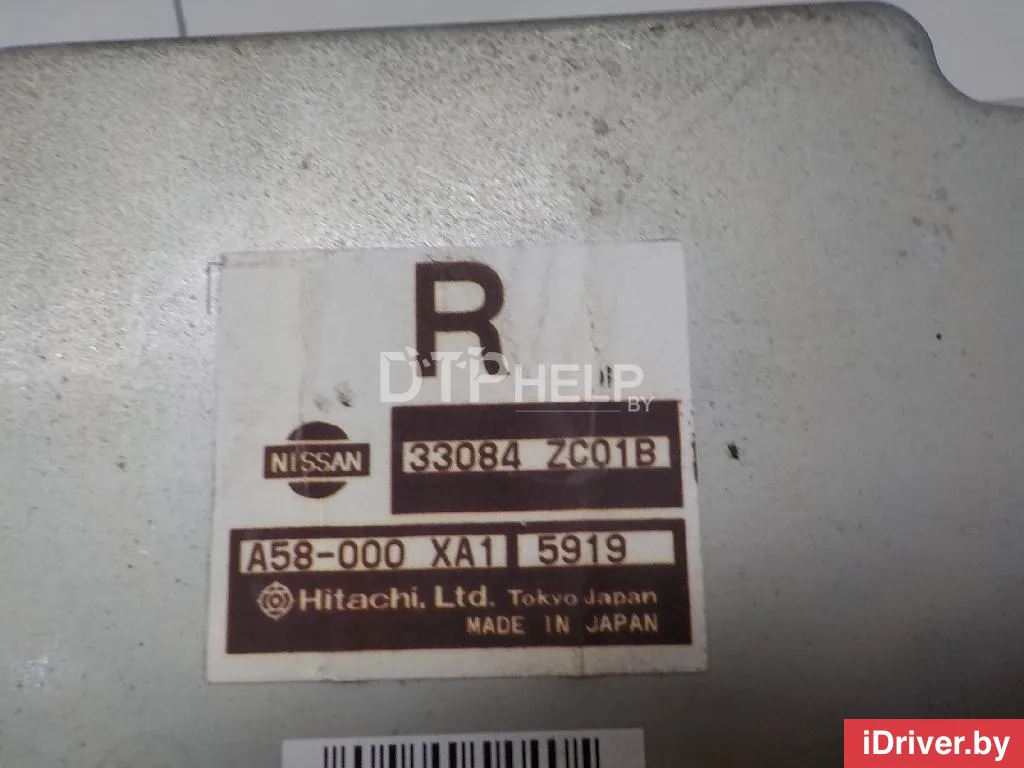 R
DTPHELP
BY
NISSAN
33084 ZC01B
A58-000 XA1 5919
Hitachi, Ltd. Tokyo Japan
MADE IN JAPAN
iDriver.by